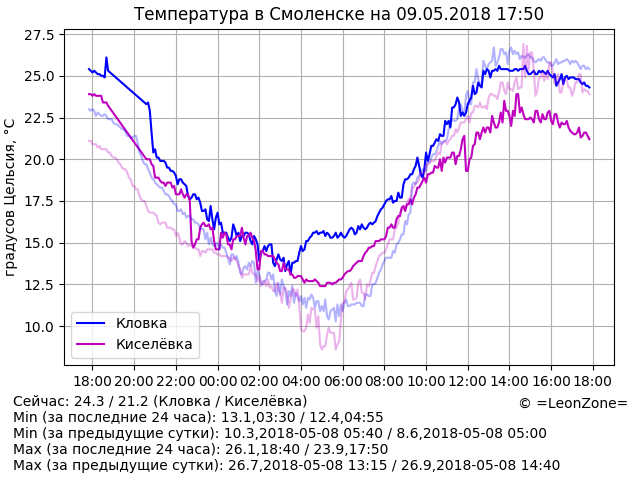 Температура в Смоленске на 09.05.2018 17:50
градусов Цельсия, °C
27.5
25.0
22.5
20.0
17.5
15.0
12.5
10.0
Кловка
Киселёвка
18:00 20:00 22:00 00:00 02:00 04:00 06:00 08:00 10:00 12:00 14:00 16:00 18:00
Сейчас: 24.3 / 21.2 (Кловка / Киселёвка)
© =LeonZone=
Min (за последние 24 часа): 13.1,03:30 / 12.4,04:55
Min (за предыдущие сутки): 10.3,2018-05-08 05:40 / 8.6,2018-05-08 05:00
Max (за последние 24 часа): 26.1,18:40 / 23.9,17:50
Max (за предыдущие сутки): 26.7,2018-05-08 13:15 / 26.9,2018-05-08 14:40